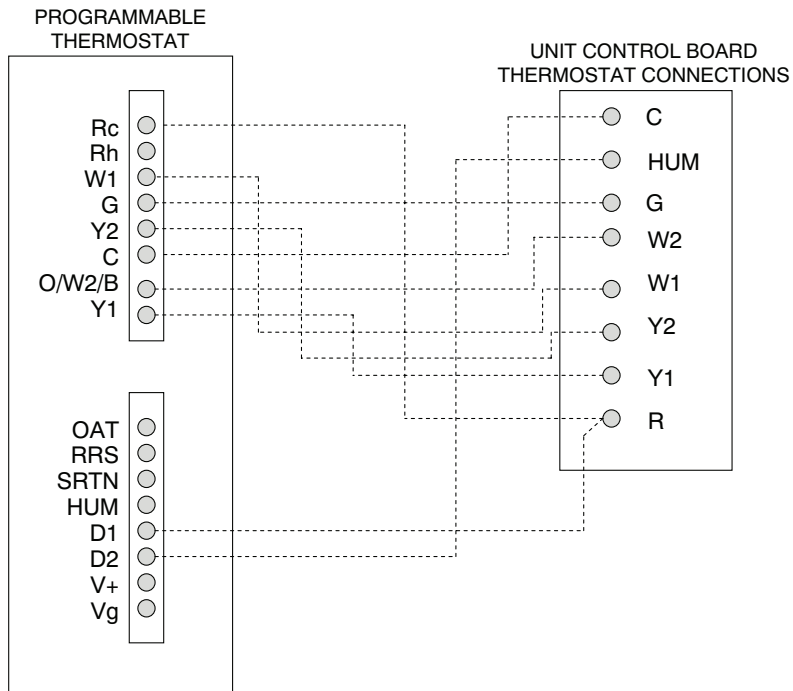 PROGRAMMABLE
THERMOSTAT
Rc
Rh
W1
G
Y2
C
O/W2/B
Y1
OAT
RRS
SRTN
HUM
D1
D2
V+
Vg
UNIT CONTROL BOARD
THERMOSTAT CONNECTIONS
C
HUM
G
W2
W1
Y2
Y1
R